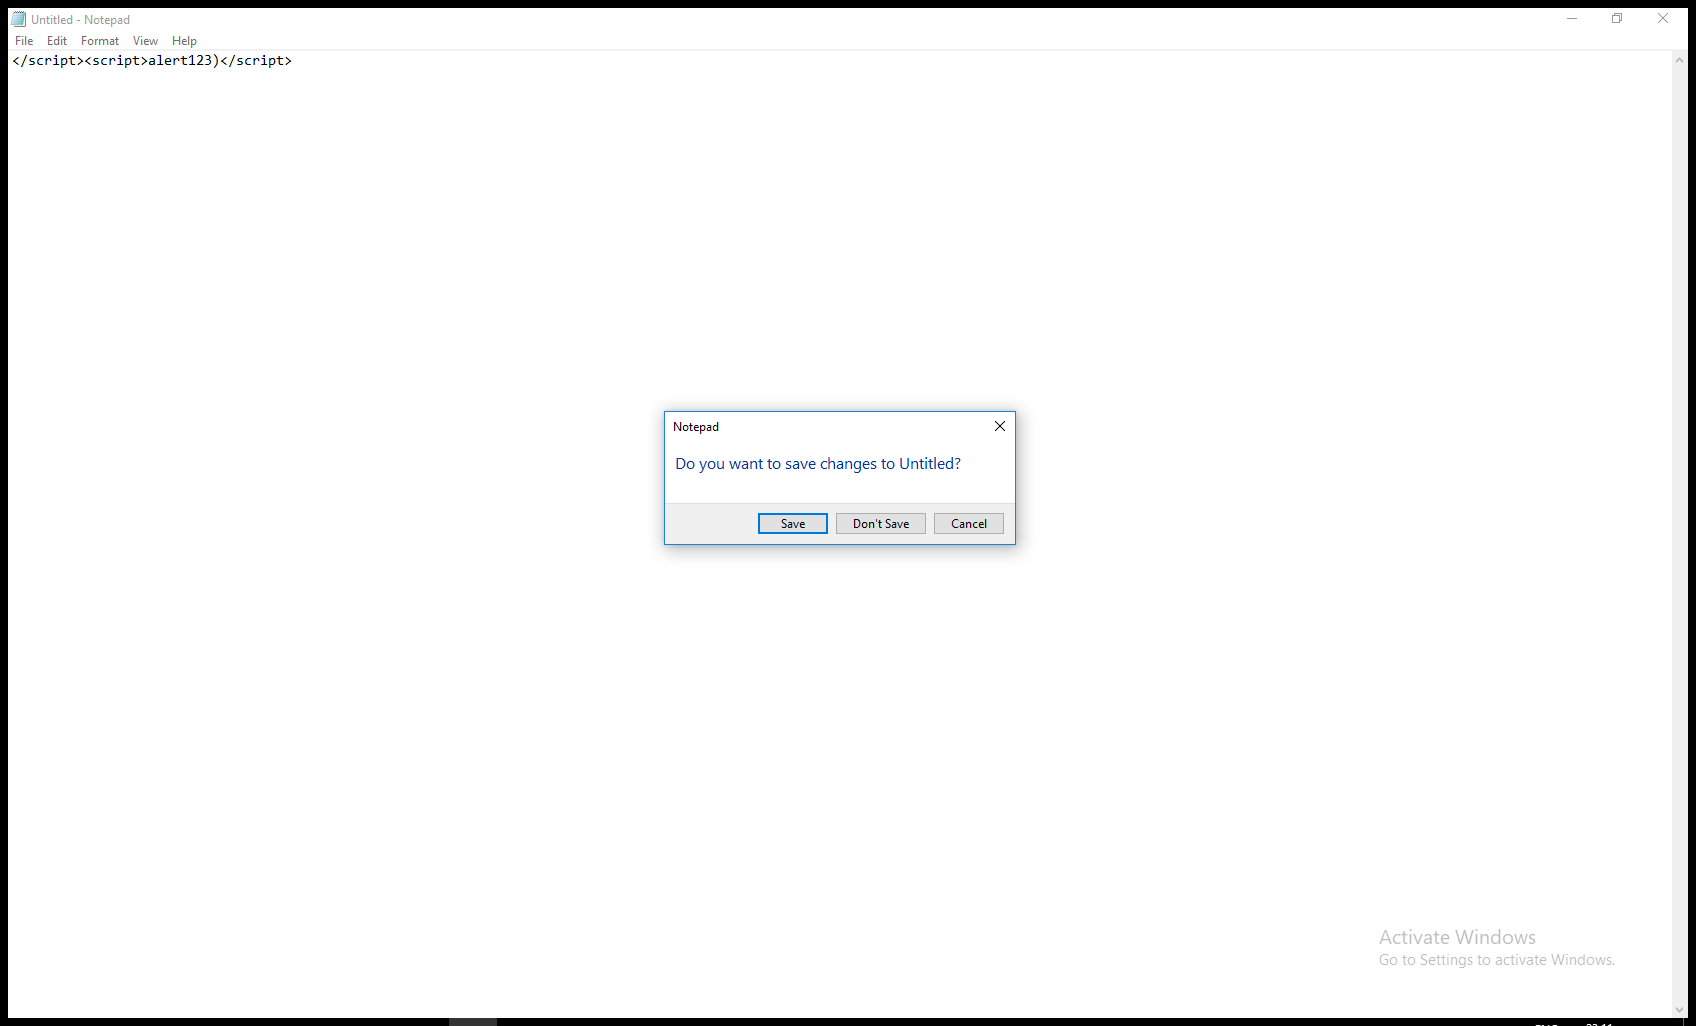 Untitled - Notepad
File Edit Format View Help
</script><script>alert123)</script>
Notepad
Do you want to save changes to Untitled?
Save Don't Save Cancel
Activate Windows
Go to Settings to activate Windows.